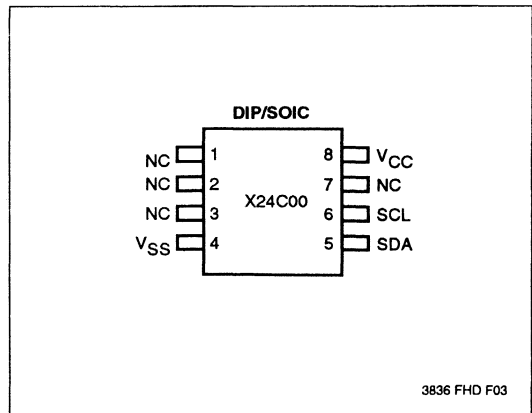 DIP/SOIC
NC 1 8 VCC
NC 2 7 NC
X24C00
NC 3 6 SCL
VSS 4 5 SDA
3836 FHD F03